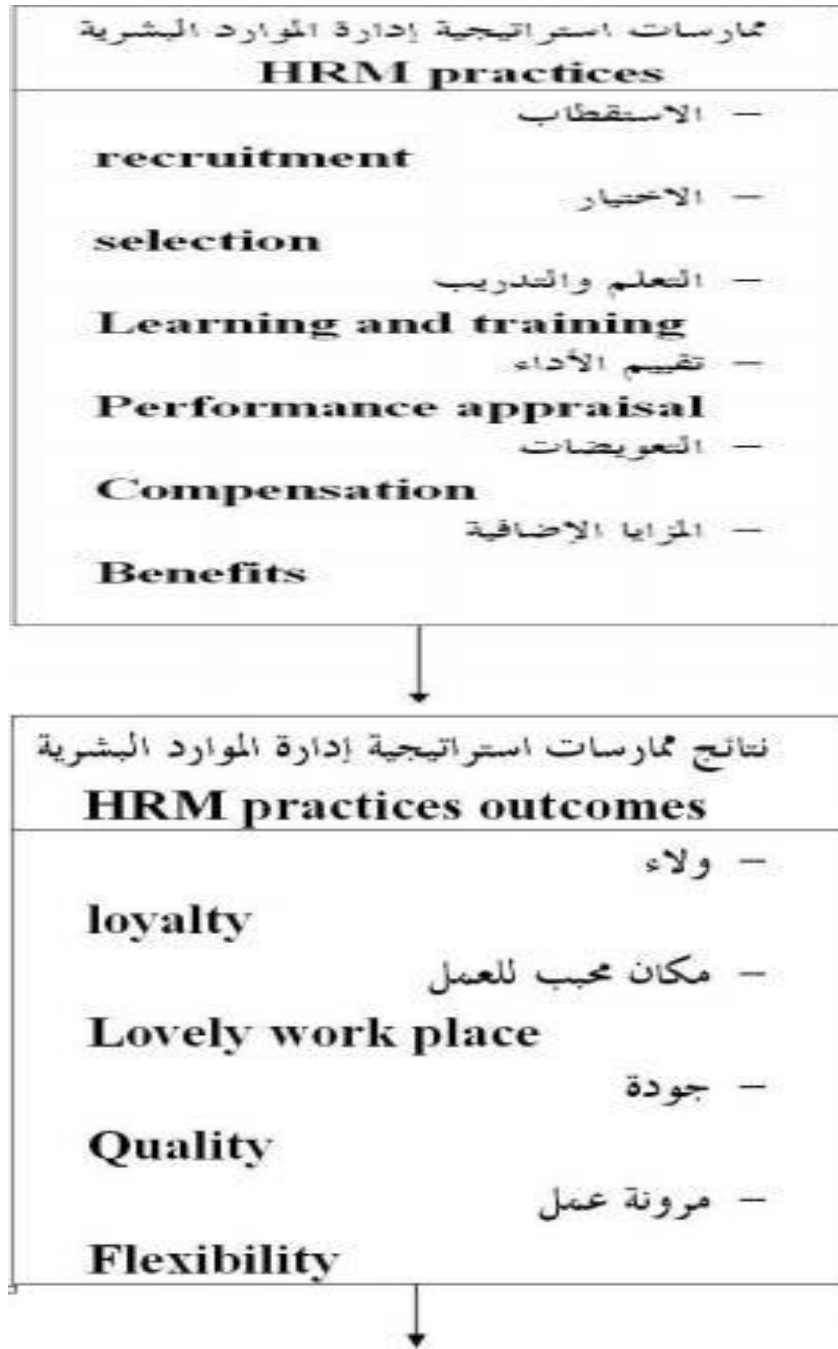 ممارسات استراتيجية إدارة الموارد البشرية
HRM practices
– الاستقطاب
recruitment
– الاختيار
selection
– التعلم والتدريب
Learning and training
– تقييم الأداء
Performance appraisal
– التعويضات
Compensation
– المزايا الإضافية
Benefits
نتائج ممارسات استراتيجية إدارة الموارد البشرية
HRM practices outcomes
– ولاء
loyalty
– مكان محبب للعمل
Lovely work place
– جودة
Quality
– مرونة عمل
Flexibility